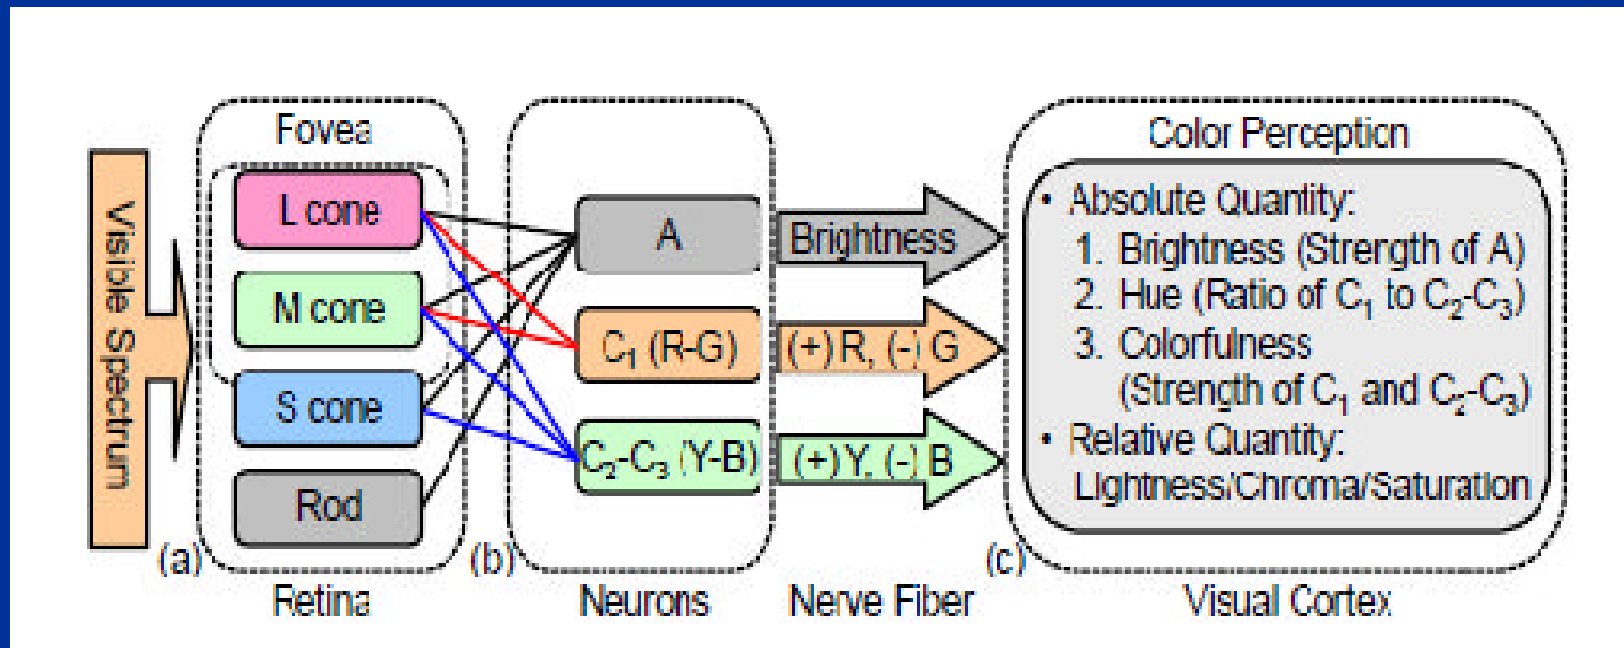 Visible Spectrum
Fovea
L cone
M cone
S cone
Rod
(a)
Retina
A
C₁ (R-G)
C₂-C₃ (Y-B)
(b)
Neurons
Brightness
(+) R, (-) G
(+) Y, (-) B
Nerve Fiber
Color Perception
• Absolute Quantity:
1. Brightness (Strength of A)
2. Hue (Ratio of C₁ to C₂-C₃)
3. Colorfulness
(Strength of C₁ and C₂-C₃)
• Relative Quantity:
Lightness/Chroma/Saturation
(c)
Visual Cortex